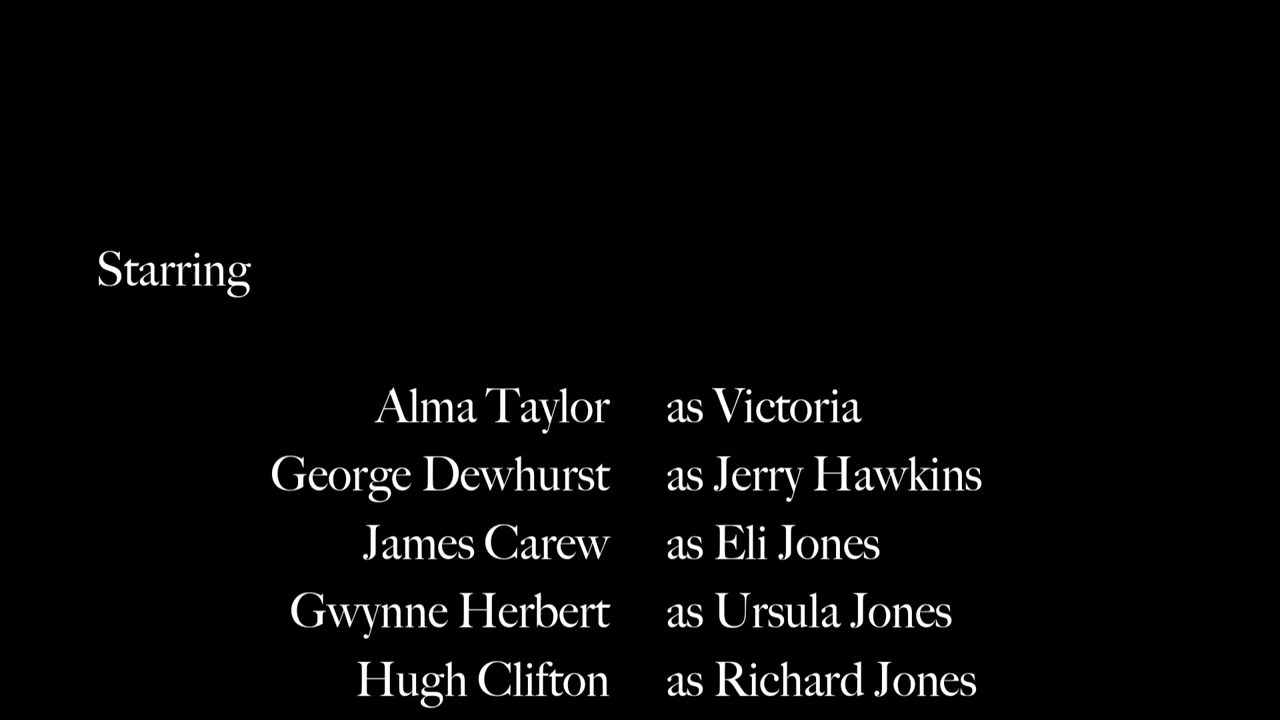 Starring
Alma Taylor as Victoria
George Dewhurst as Jerry Hawkins
James Carew as Eli Jones
Gwynne Herbert as Ursula Jones
Hugh Clifton as Richard Jones